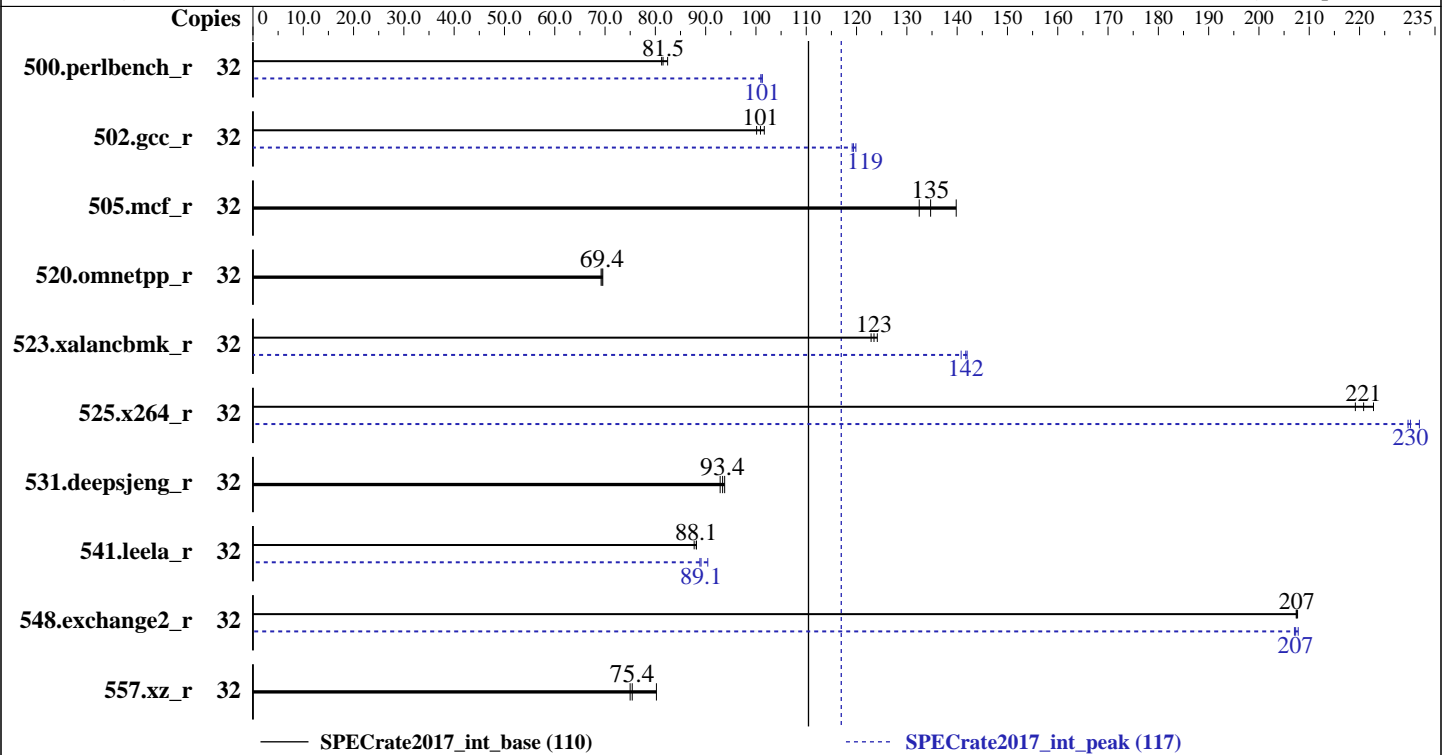 Copies 0 10.0 20.0 30.0 40.0 50.0 60.0 70.0 80.0 90.0 100 110 120 130 140 150 160 170 180 190 200 210 220 235
81.5
500.perlbench_r 32
101
101
502.gcc_r 32
119
135
505.mcf_r 32
69.4
520.omnetpp_r 32
123
523.xalancbmk_r 32
142
221
525.x264_r 32
230
93.4
531.deepsjeng_r 32
88.1
541.leela_r 32
89.1
207
548.exchange2_r 32
207
75.4
557.xz_r 32
SPECrate2017_int_base (110) SPECrate2017_int_peak (117)